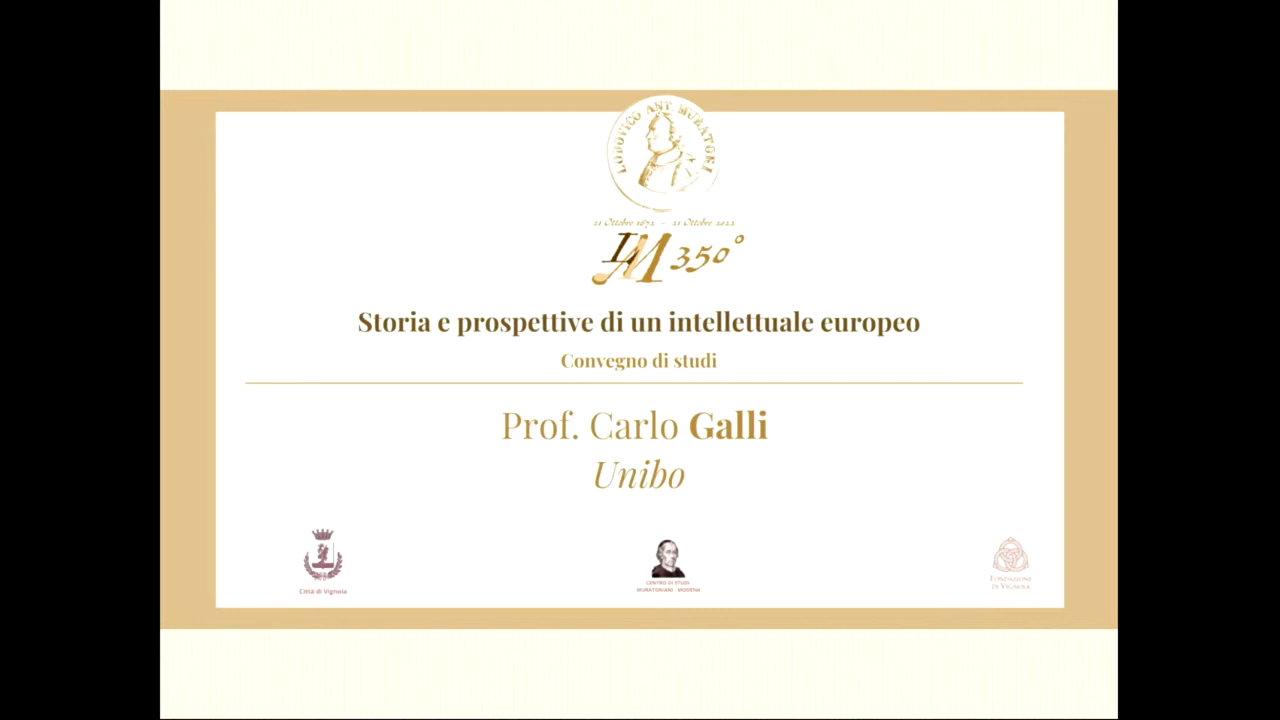 LODOVICO ANT. MURATORI
21 Ottobre 1672 - 21 Ottobre 2022
LAM 350°
Storia e prospettive di un intellettuale europeo
Convegno di studi
Prof. Carlo Galli
Unibo
Città di Vignola
CENTRO DI STUDI
MURATORIANI - MODENA
FONDAZIONE
DI VIGNOLA